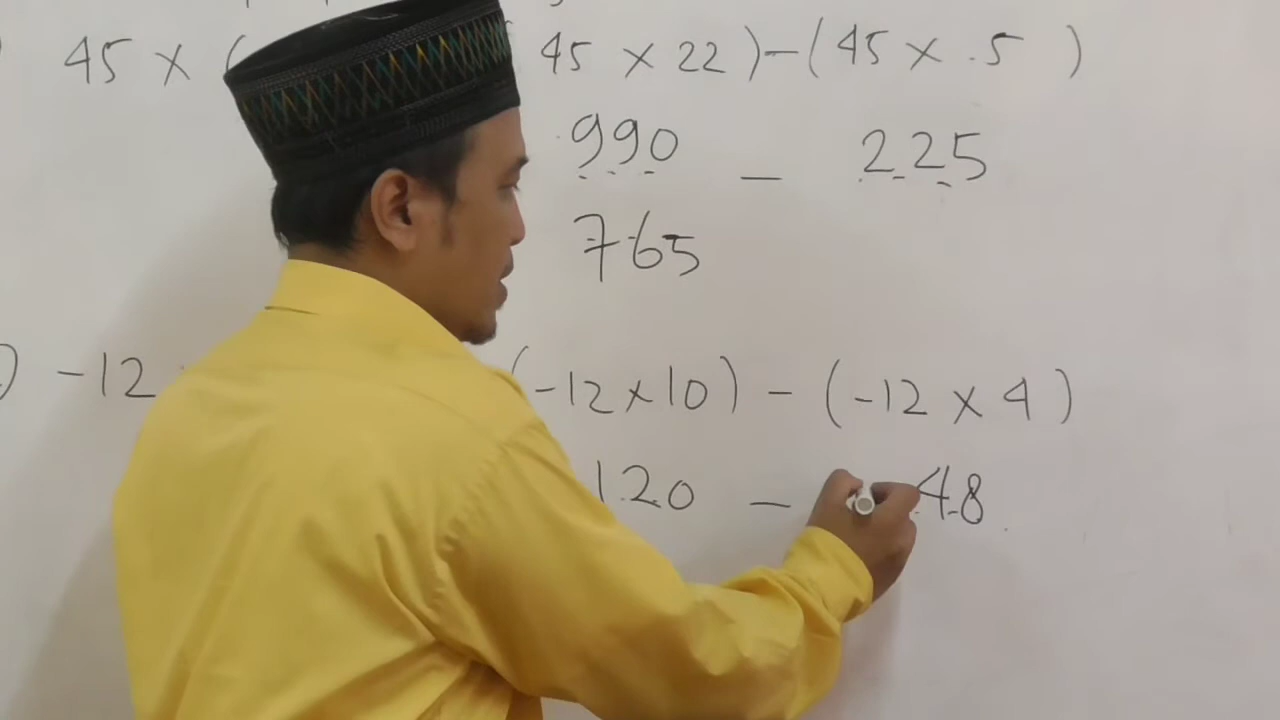 45 × ( 45 × 22 ) - ( 45 × 5 )
990 - 225
765
) -12 (-12 × 10 ) - ( -12 × 4 )
120 - 48